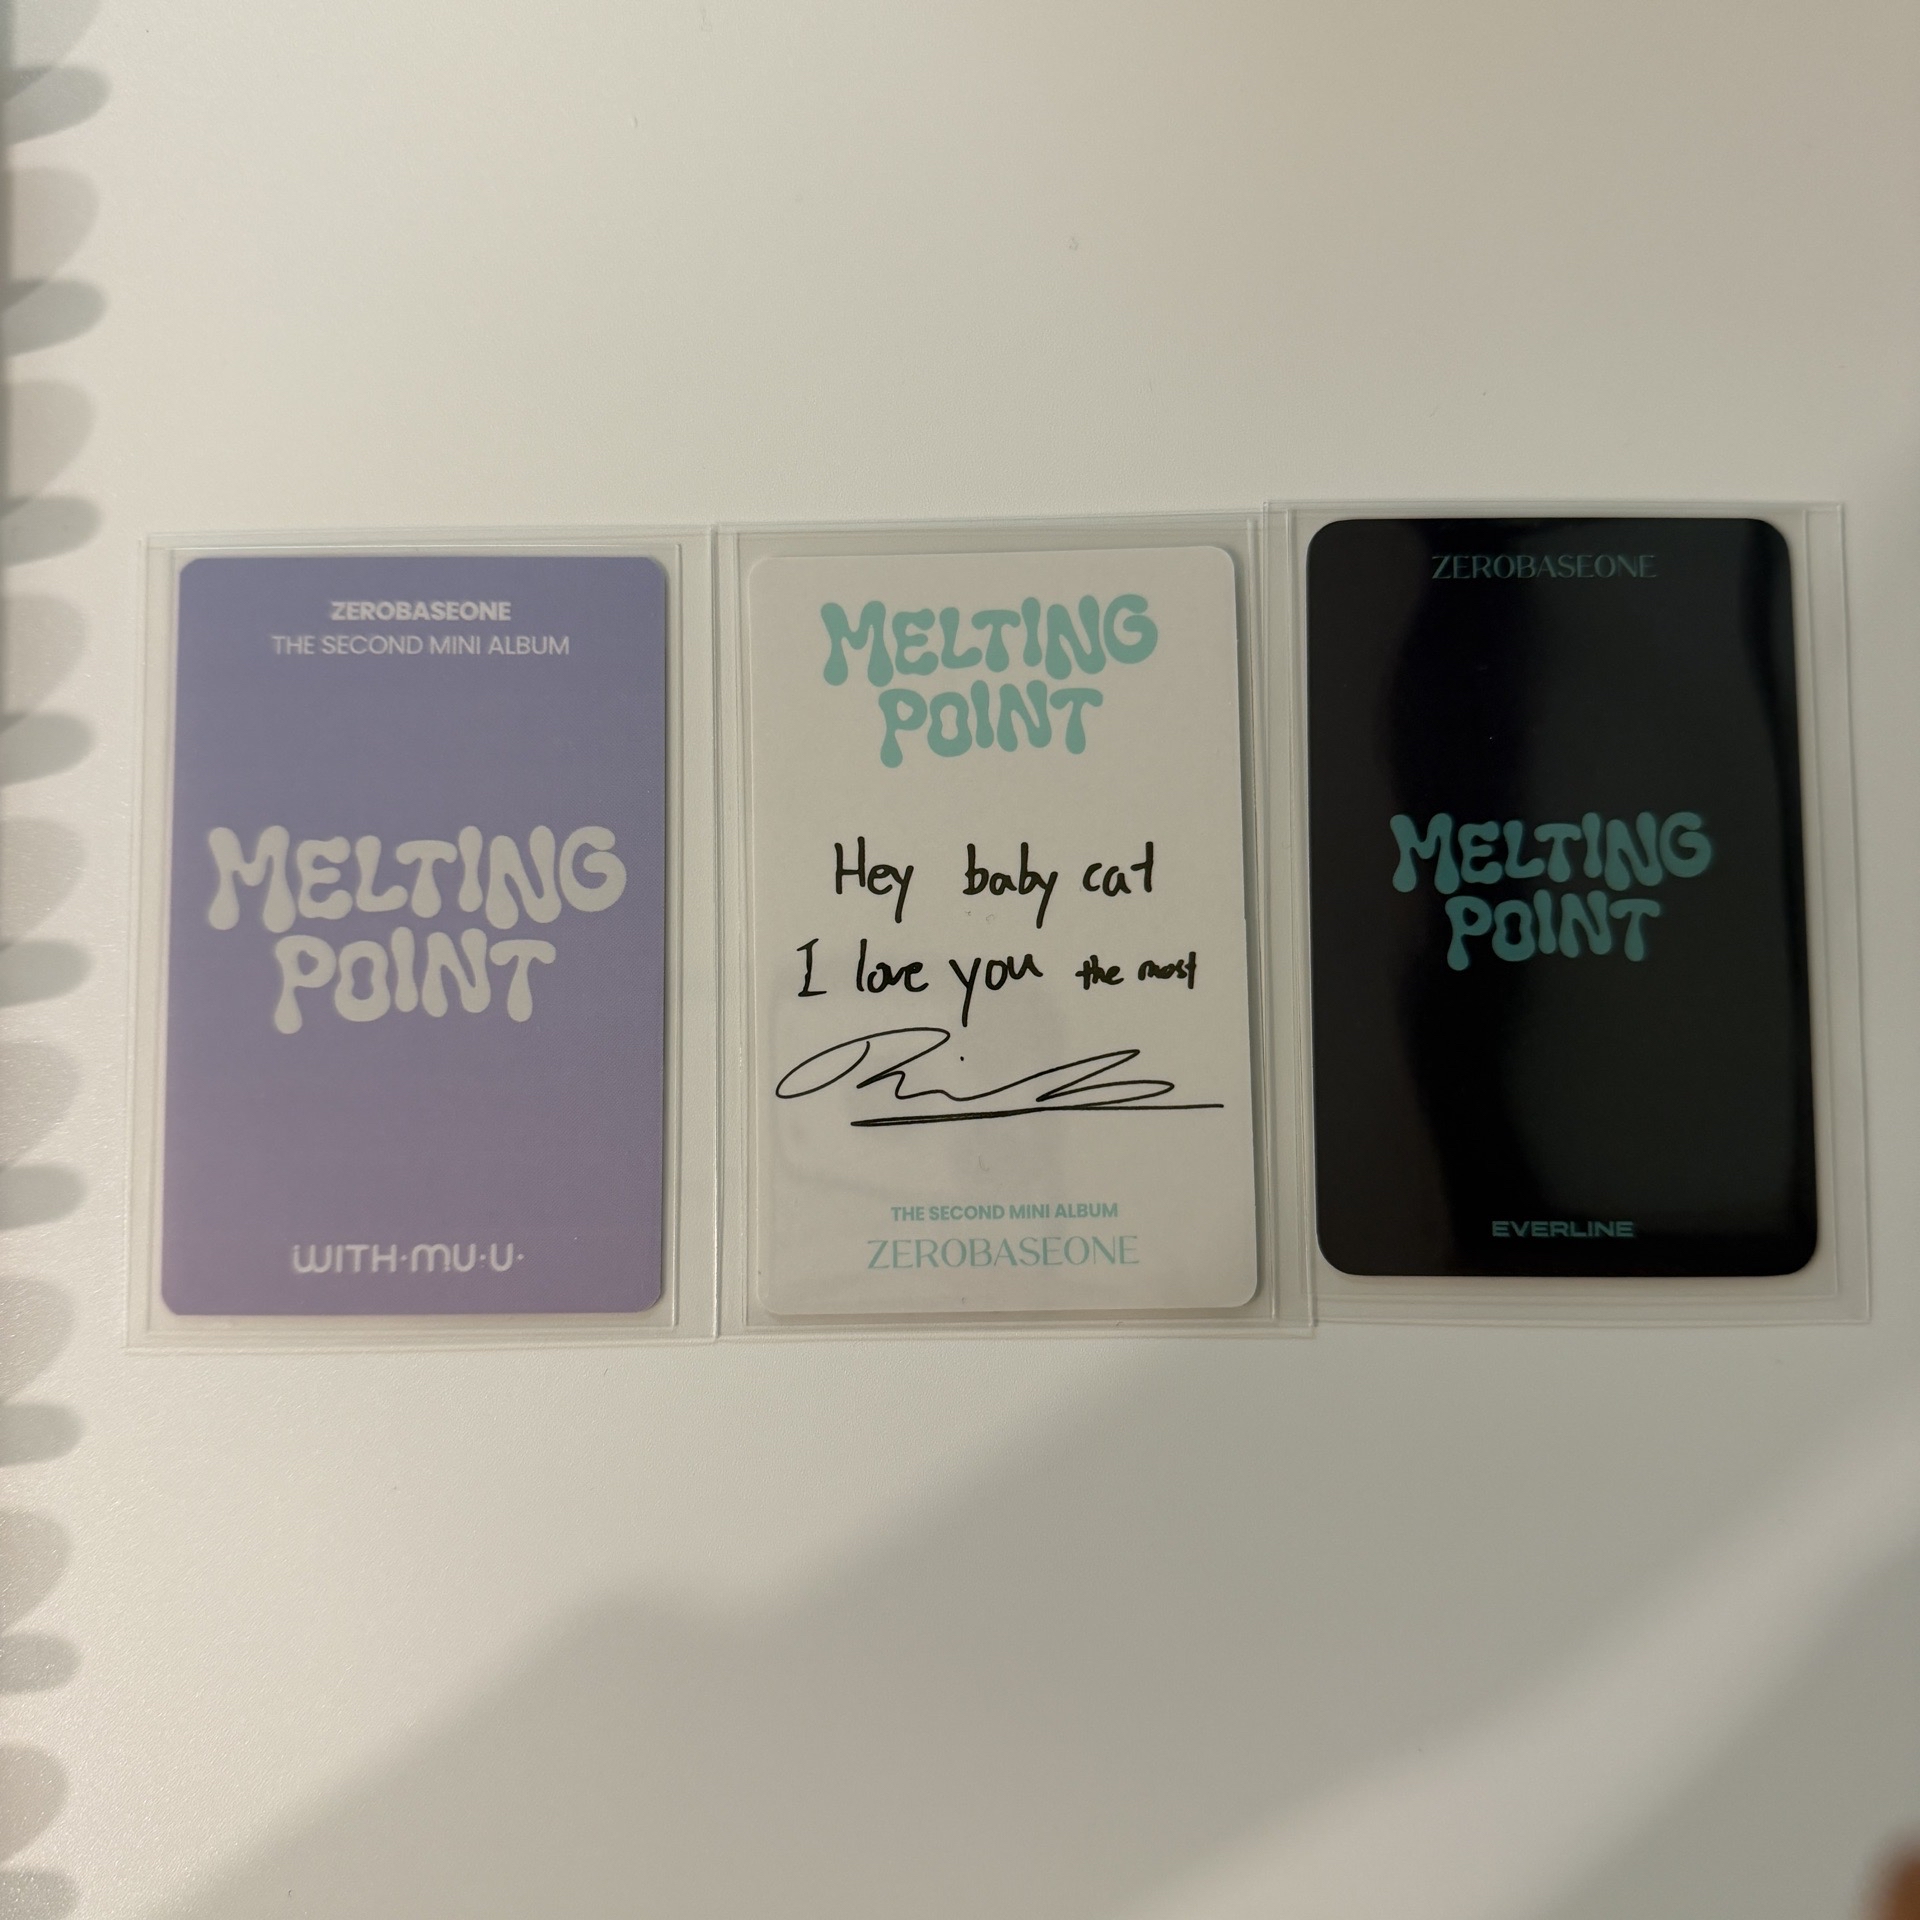 ZEROBASEONE
THE SECOND MINI ALBUM
MELTING
POINT
WITH·MU·U·
MELTING
POINT
Hey baby cat
I love you the most
THE SECOND MINI ALBUM
ZEROBASEONE
ZEROBASEONE
MELTING
POINT
EVERLINE